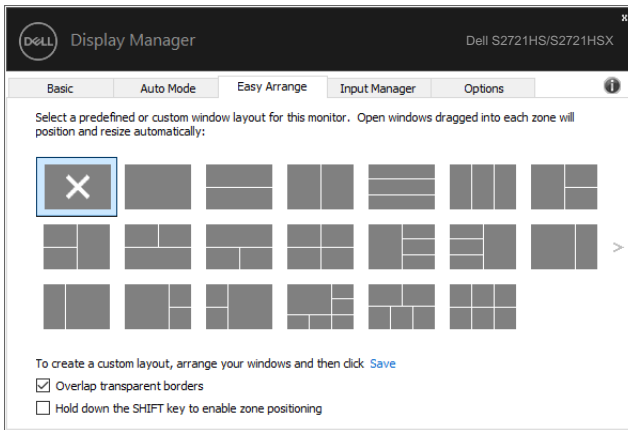 DELL Display Manager Dell S2721HS/S2721HSX
x
Basic Auto Mode Easy Arrange Input Manager Options i
Select a predefined or custom window layout for this monitor. Open windows dragged into each zone will
position and resize automatically:
To create a custom layout, arrange your windows and then click Save
Overlap transparent borders
Hold down the SHIFT key to enable zone positioning